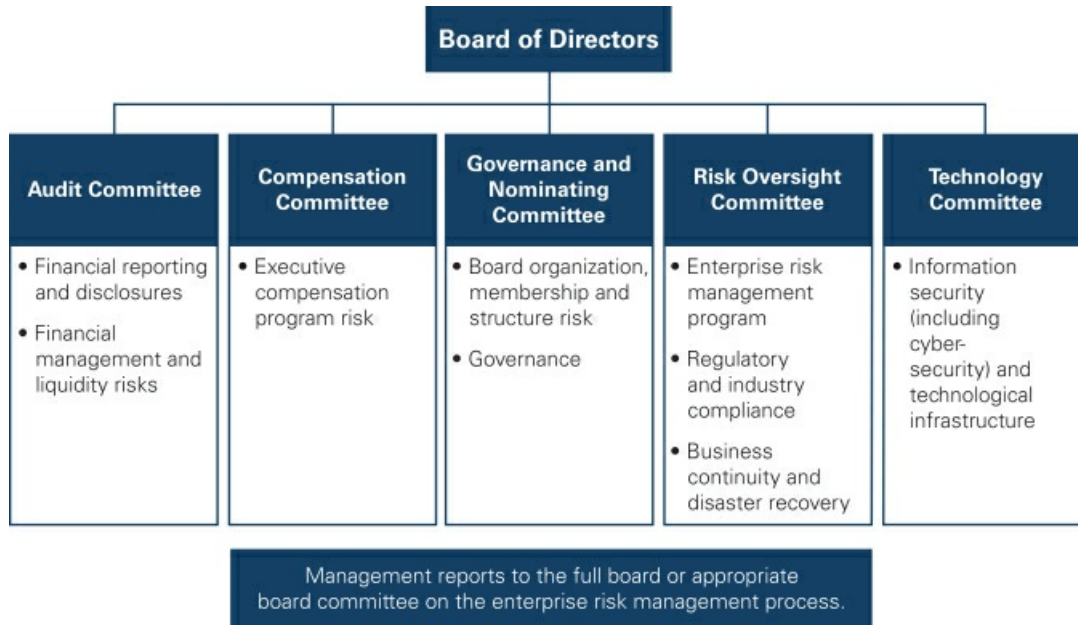 Board of Directors
Audit Committee
• Financial reporting
and disclosures
• Financial
management and
liquidity risks
Compensation
Committee
• Executive
compensation
program risk
Governance and
Nominating
Committee
• Board organization,
membership and
structure risk
• Governance
Risk Oversight
Committee
• Enterprise risk
management
program
• Regulatory
and industry
compliance
• Business
continuity and
disaster recovery
Technology
Committee
• Information
security
(including
cyber-
security) and
technological
infrastructure
Management reports to the full board or appropriate
board committee on the enterprise risk management process.